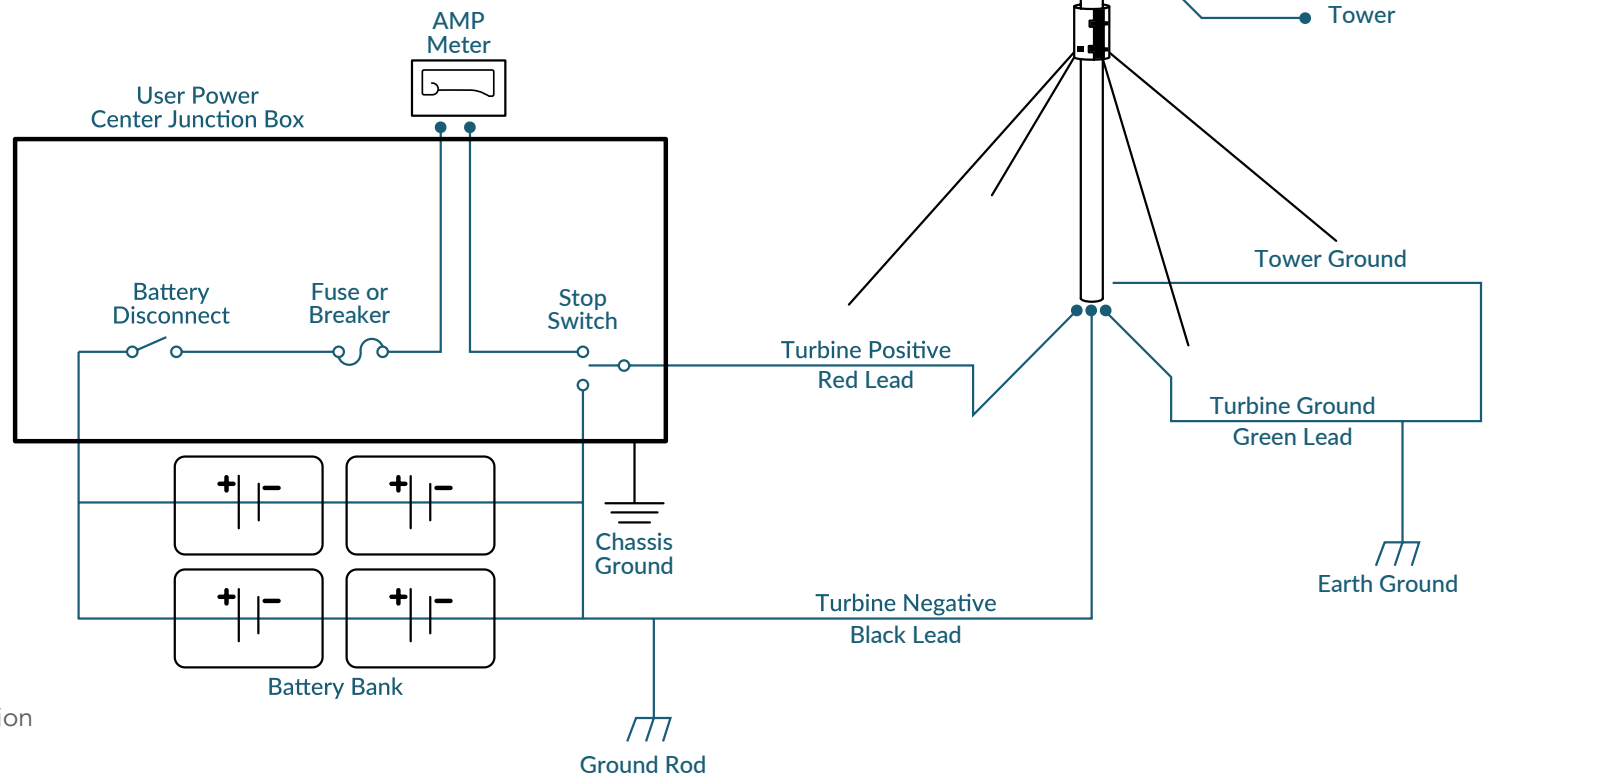 AMP
Meter
Tower
User Power
Center Junction Box
Battery
Disconnect
Fuse or
Breaker
Stop
Switch
Tower Ground
Turbine Positive
Red Lead
Turbine Ground
Green Lead
+ −
+ −
Chassis
Ground
Earth Ground
+ −
+ −
Turbine Negative
Black Lead
Battery Bank
ion
Ground Rod